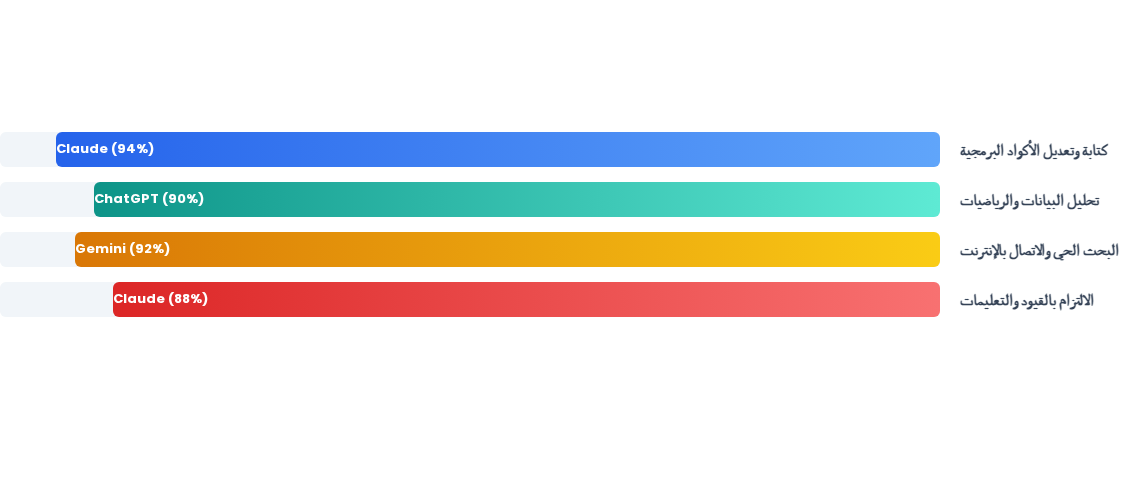 كتابة وتعديل الأكواد البرمجية
Claude (94%)
تحليل البيانات والرياضيات
ChatGPT (90%)
البحث الحي والاتصال بالإنترنت
Gemini (92%)
الالتزام بالقيود والتعليمات
Claude (88%)